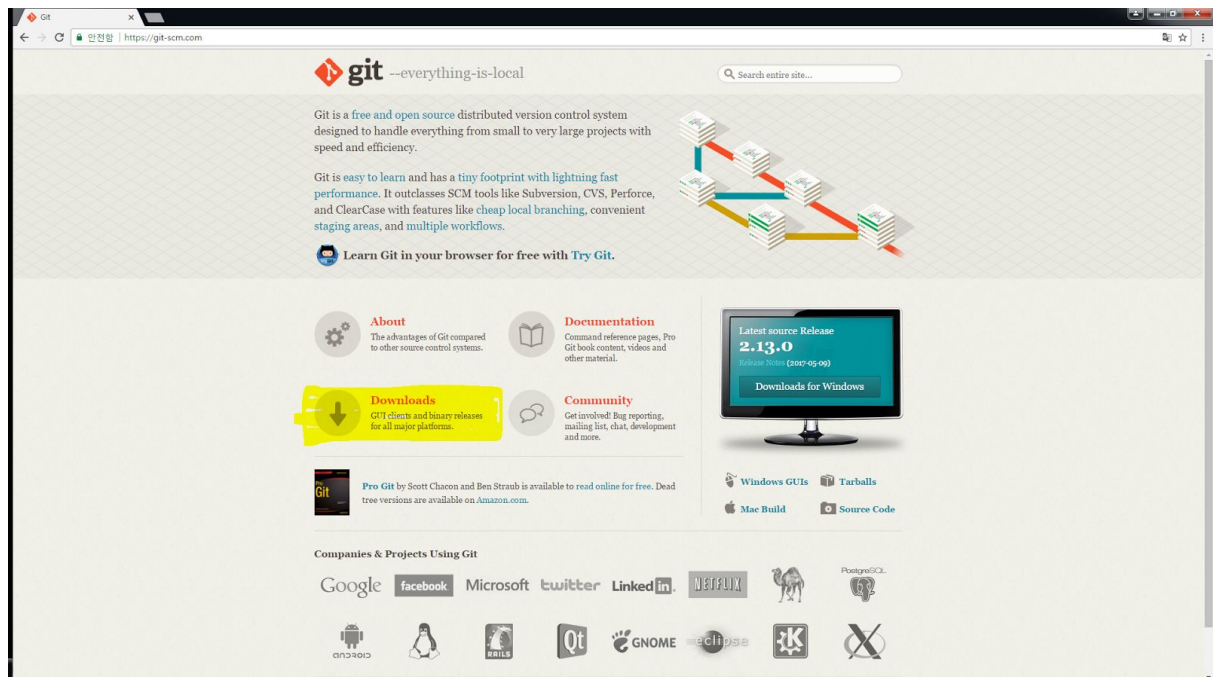 Git
안전함
https://git-scm.com
git --everything-is-local
Search entire site...
Git is a free and open source distributed version control system
designed to handle everything from small to very large projects with
speed and efficiency.
Git is easy to learn and has a tiny footprint with lightning fast
performance. It outclasses SCM tools like Subversion, CVS, Perforce,
and ClearCase with features like cheap local branching, convenient
staging areas, and multiple workflows.
Learn Git in your browser for free with Try Git.
About
The advantages of Git compared
to other source control systems.
Documentation
Command reference pages, Pro
Git book content, videos and
other material.
Downloads
GUI clients and binary releases
for all major platforms.
Community
Get involved! Bug reporting,
mailing list, chat, development
and more.
Latest source Release
2.13.0
Release Notes (2017-05-09)
Downloads for Windows
Windows GUIs
Tarballs
Mac Build
Source Code
Pro
Git
Pro Git by Scott Chacon and Ben Straub is available to read online for free. Dead
tree versions are available on Amazon.com.
Companies & Projects Using Git
Google
facebook
Microsoft
twitter
Linked in.
NETFLIX
PostgreSQL
ANDROID
RAILS
Qt
GNOME
eclipse
K
X